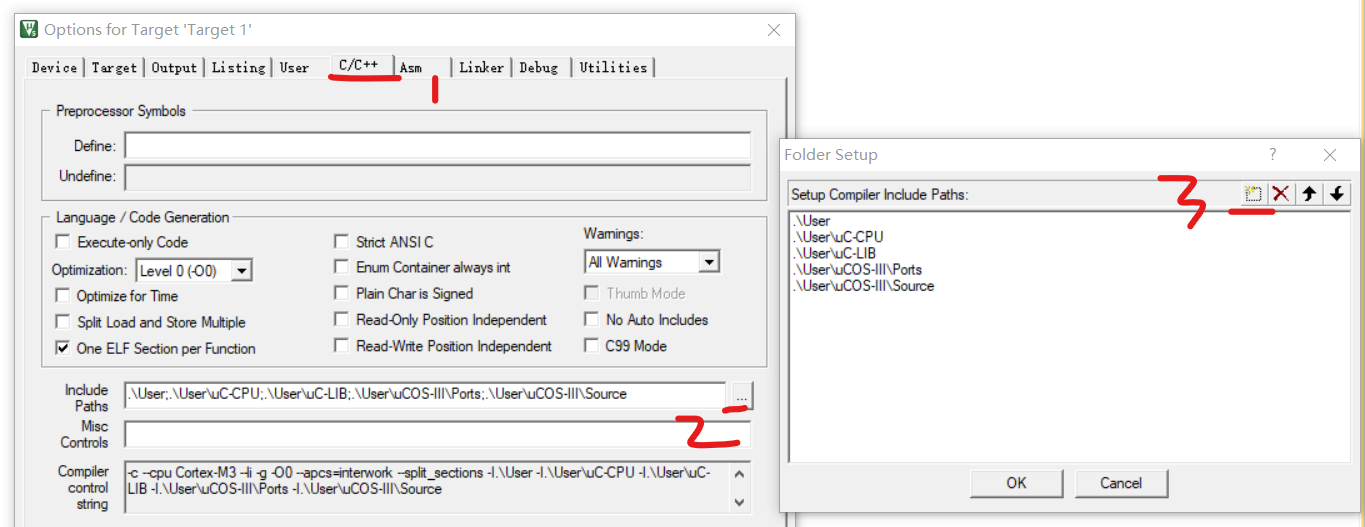 Options for Target 'Target 1'
Device Target Output Listing User C/C++ Asm Linker Debug Utilities
1
Preprocessor Symbols
Define:
Undefine:
Language / Code Generation
Execute-only Code
Optimization: Level 0 (-O0)
Optimize for Time
Split Load and Store Multiple
One ELF Section per Function
Strict ANSI C
Enum Container always int
Plain Char is Signed
Read-Only Position Independent
Read-Write Position Independent
Warnings:
All Warnings
Thumb Mode
No Auto Includes
C99 Mode
Include
Paths
.\User;.\User\uC-CPU;.\User\uC-LIB;.\User\uCOS-III\Ports;.\User\uCOS-III\Source
...
2
Misc
Controls
Compiler
control
string
-c --cpu Cortex-M3 --li -g -O0 --apcs=interwork --split_sections -I.\User -I.\User\uC-CPU -I.\User\uC-
LIB -I.\User\uCOS-III\Ports -I.\User\uCOS-III\Source
Folder Setup
?
Setup Compiler Include Paths:
3
.\User
.\User\uC-CPU
.\User\uC-LIB
.\User\uCOS-III\Ports
.\User\uCOS-III\Source
OK
Cancel